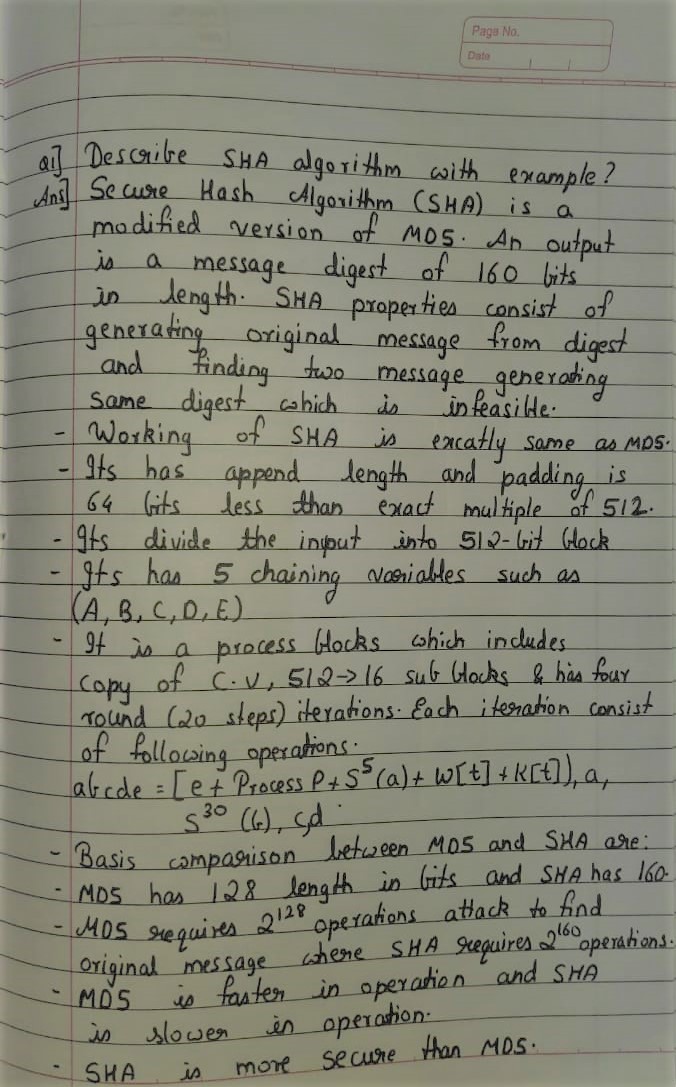 Page No.
Date
Q1] Describe SHA algorithm with example?
Ans] Secure Hash Algorithm (SHA) is a
modified version of MD5. An output
is a message digest of 160 bits
in length. SHA properties consist of
generating original message from digest
and finding two message generating
same digest which is infeasible.
- Working of SHA is excatly same as MD5.
- Its has append length and padding is
64 bits less than exact multiple of 512.
- Its divide the input into 512-bit block
- Its has 5 chaining variables such as
(A, B, C, D, E)
- It is a process blocks which includes
copy of C.V, 512→16 sub blocks & has four
round (20 steps) iterations. Each iteration consist
of following operations.
abcde = [e + Process P + S⁵(a) + W[t] + K[t]), a,
S³⁰ (b), c,d
- Basis comparison between MD5 and SHA are:
- MD5 has 128 length in bits and SHA has 160.
- MD5 requires 2¹²⁸ operations attack to find
original message where SHA requires 2¹⁶⁰ operations.
- MD5 is faster in operation and SHA
is slower in operation.
- SHA is more secure than MD5.